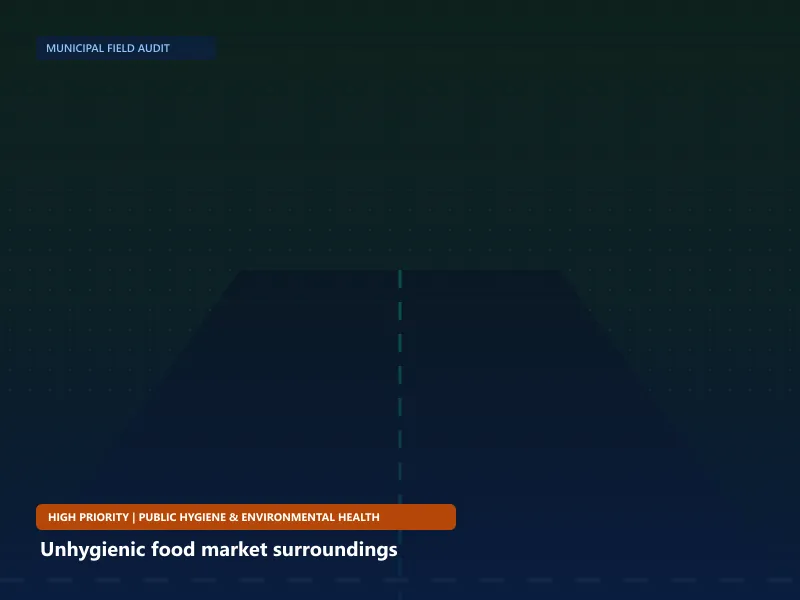 MUNICIPAL FIELD AUDIT
HIGH PRIORITY | PUBLIC HYGIENE & ENVIRONMENTAL HEALTH
Unhygienic food market surroundings